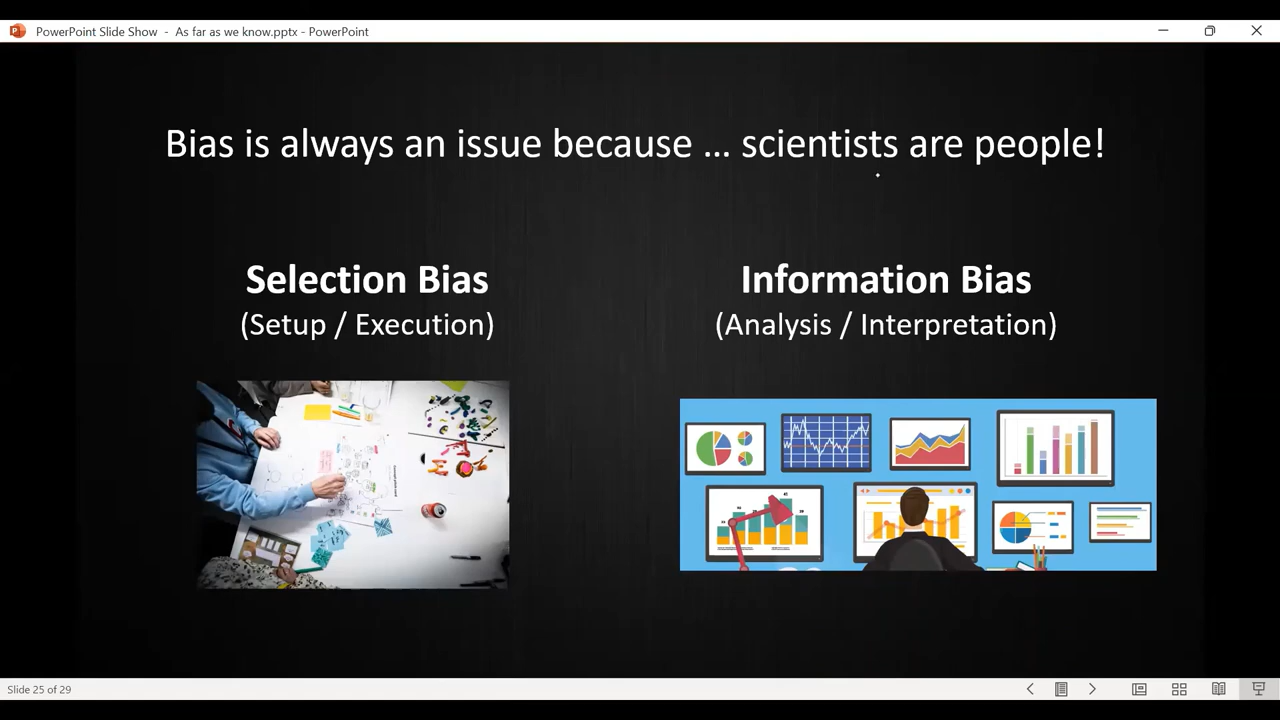 PowerPoint Slide Show - As far as we know.pptx - PowerPoint
Bias is always an issue because ... scientists are people!
Selection Bias
(Setup / Execution)
Information Bias
(Analysis / Interpretation)
Slide 25 of 29